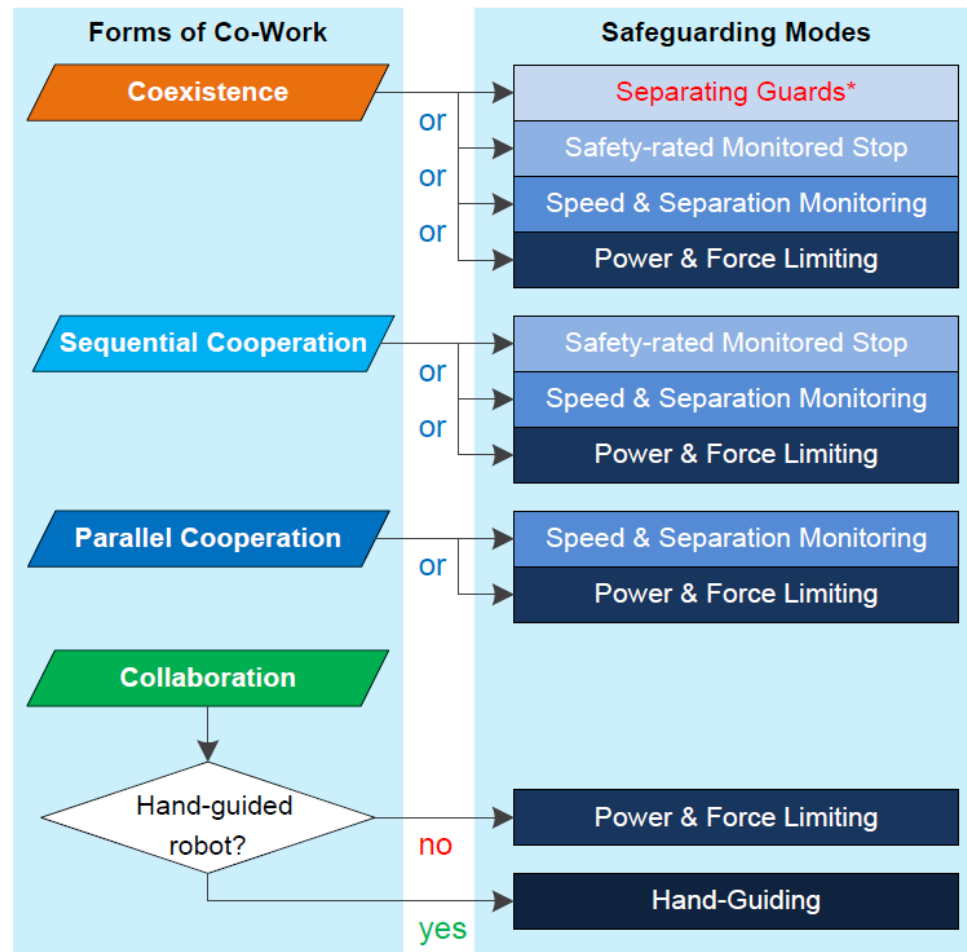 Forms of Co-Work
Safeguarding Modes
Coexistence
Separating Guards*
or
Safety-rated Monitored Stop
or
Speed & Separation Monitoring
or
Power & Force Limiting
Sequential Cooperation
Safety-rated Monitored Stop
or
Speed & Separation Monitoring
or
Power & Force Limiting
Parallel Cooperation
Speed & Separation Monitoring
or
Power & Force Limiting
Collaboration
Hand-guided
robot?
no
Power & Force Limiting
yes
Hand-Guiding